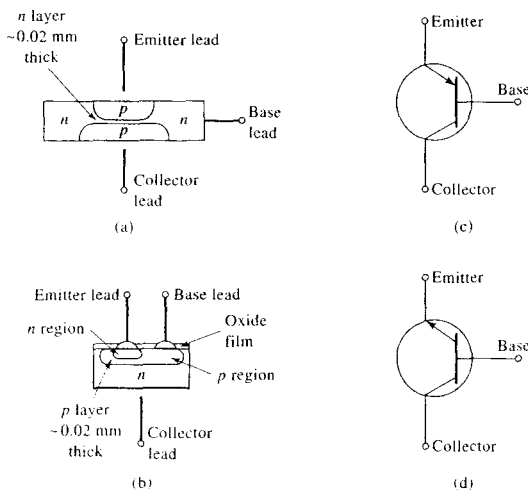 n layer
~0.02 mm
thick
Emitter lead
n
p
p
n
Base
lead
Collector
lead
(a)
Emitter
Base
Collector
(c)
Emitter lead
Base lead
Oxide
film
n region
n
p region
p layer
~0.02 mm
thick
Collector
lead
(b)
Emitter
Base
Collector
(d)